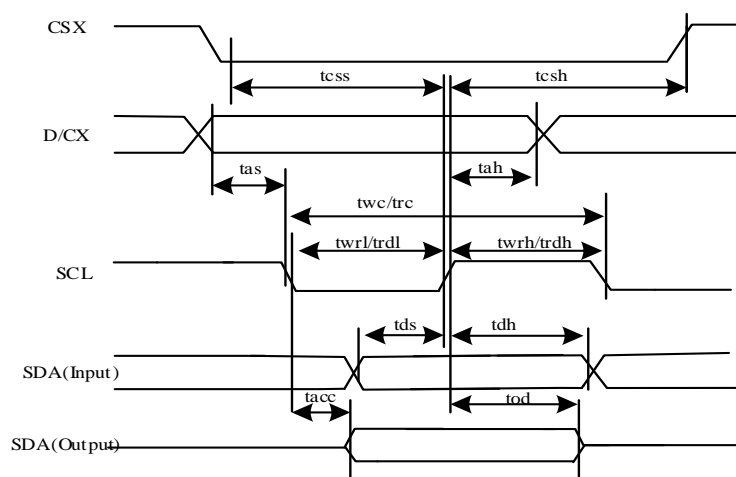 CSX
tcss
tcsh
D/CX
tas
tah
twc/trc
twrl/trdl
twrh/trdh
SCL
tds
tdh
SDA(Input)
tacc
tod
SDA(Output)